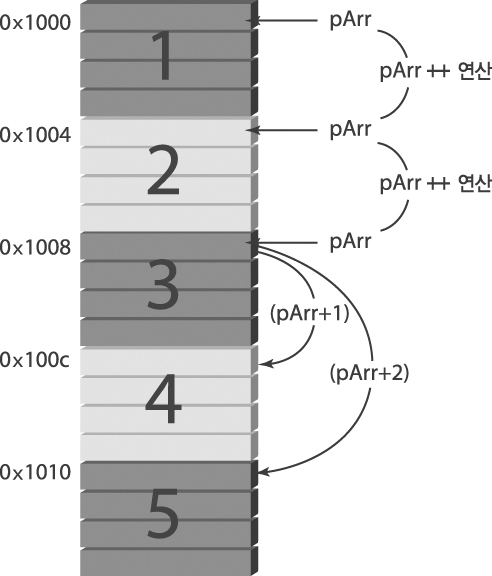 0x1000
pArr
1
pArr ++ 연산
0x1004
pArr
2
pArr ++ 연산
0x1008
pArr
3
(pArr+1)
0x100c
(pArr+2)
4
0x1010
5